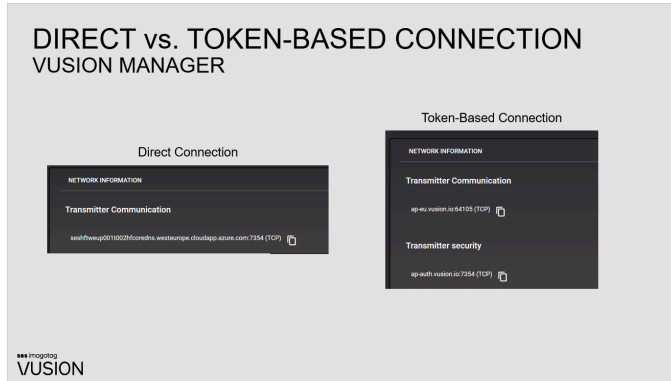 DIRECT vs. TOKEN-BASED CONNECTION
VUSION MANAGER
Direct Connection
NETWORK INFORMATION
Transmitter Communication
seshftweup001t002hfcoredns.westeurope.cloudapp.azure.com:7354 (TCP)
Token-Based Connection
NETWORK INFORMATION
Transmitter Communication
ap-eu.vusion.io:64105 (TCP)
Transmitter security
ap-auth.vusion.io:7354 (TCP)
ses imagotag
VUSION